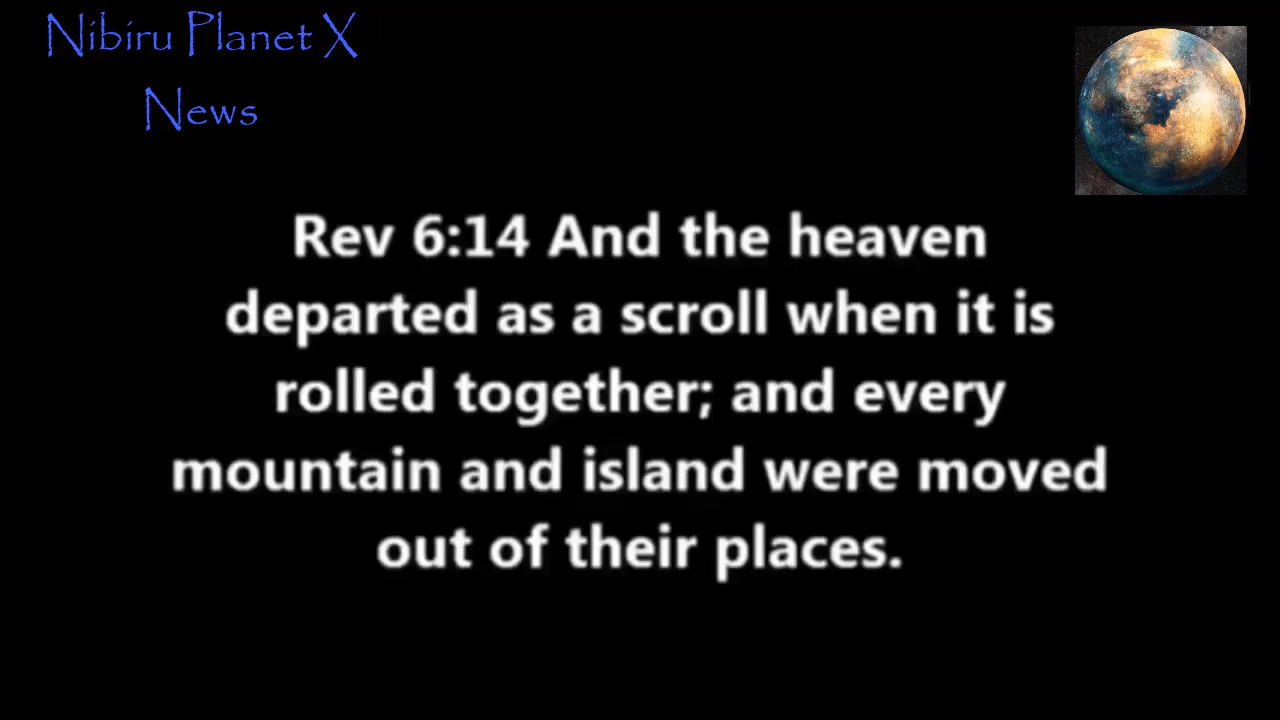 Nibiru Planet X
News
Rev 6:14 And the heaven
departed as a scroll when it is
rolled together; and every
mountain and island were moved
out of their places.